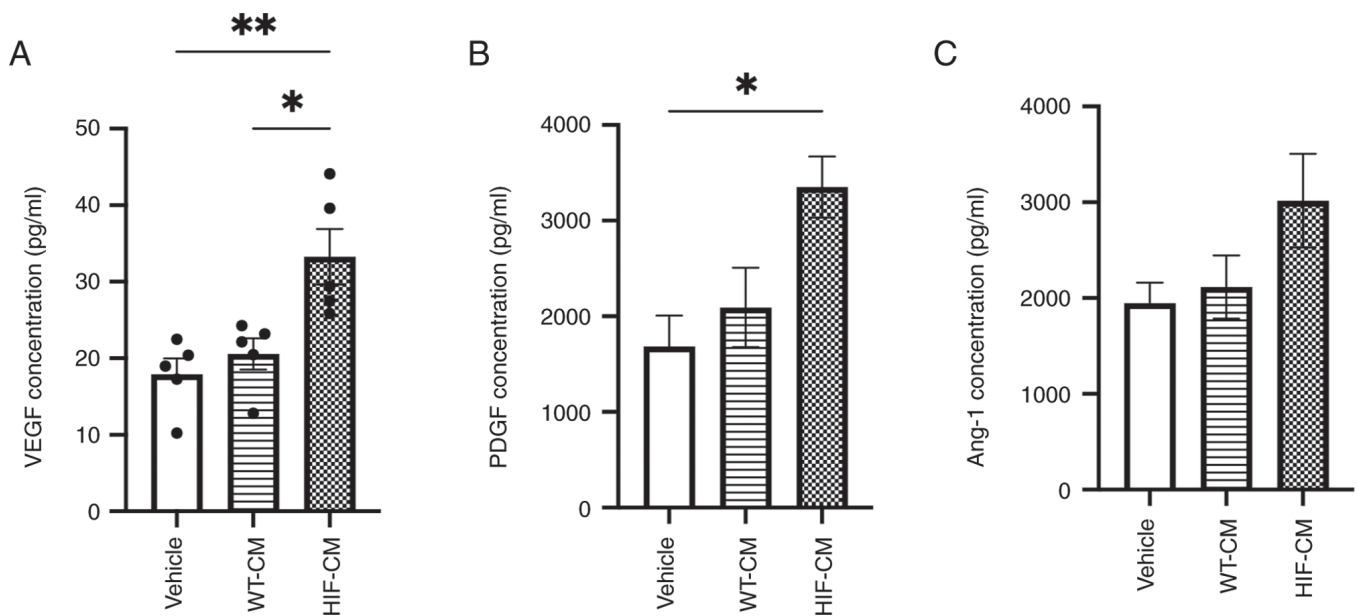 A
**
*
VEGF concentration (pg/ml)
50
40
30
20
10
0
Vehicle
WT-CM
HIF-CM
B
*
PDGF concentration (pg/ml)
4000
3000
2000
1000
0
Vehicle
WT-CM
HIF-CM
C
Ang-1 concentration (pg/ml)
4000
3000
2000
1000
0
Vehicle
WT-CM
HIF-CM